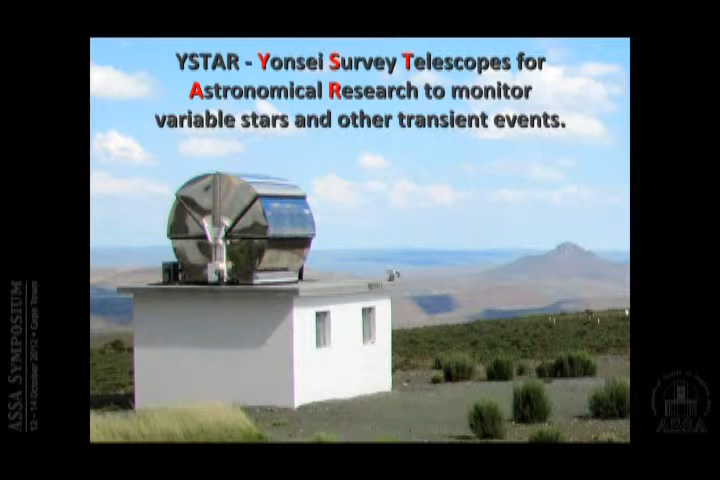 YSTAR - Yonsei Survey Telescopes for
Astronomical Research to monitor
variable stars and other transient events.
ASSA SYMPOSIUM
12 - 14 October 2012 • Cape Town
ASSA